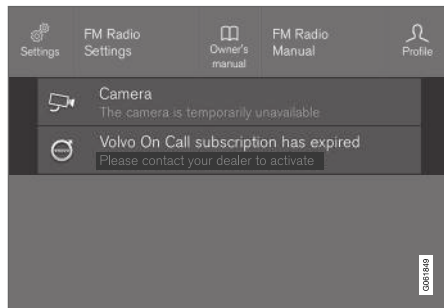 Settings
FM Radio
Settings
Owner's
manual
FM Radio
Manual
Profile
Camera
The camera is temporarily unavailable
Volvo On Call subscription has expired
Please contact your dealer to activate
G061849